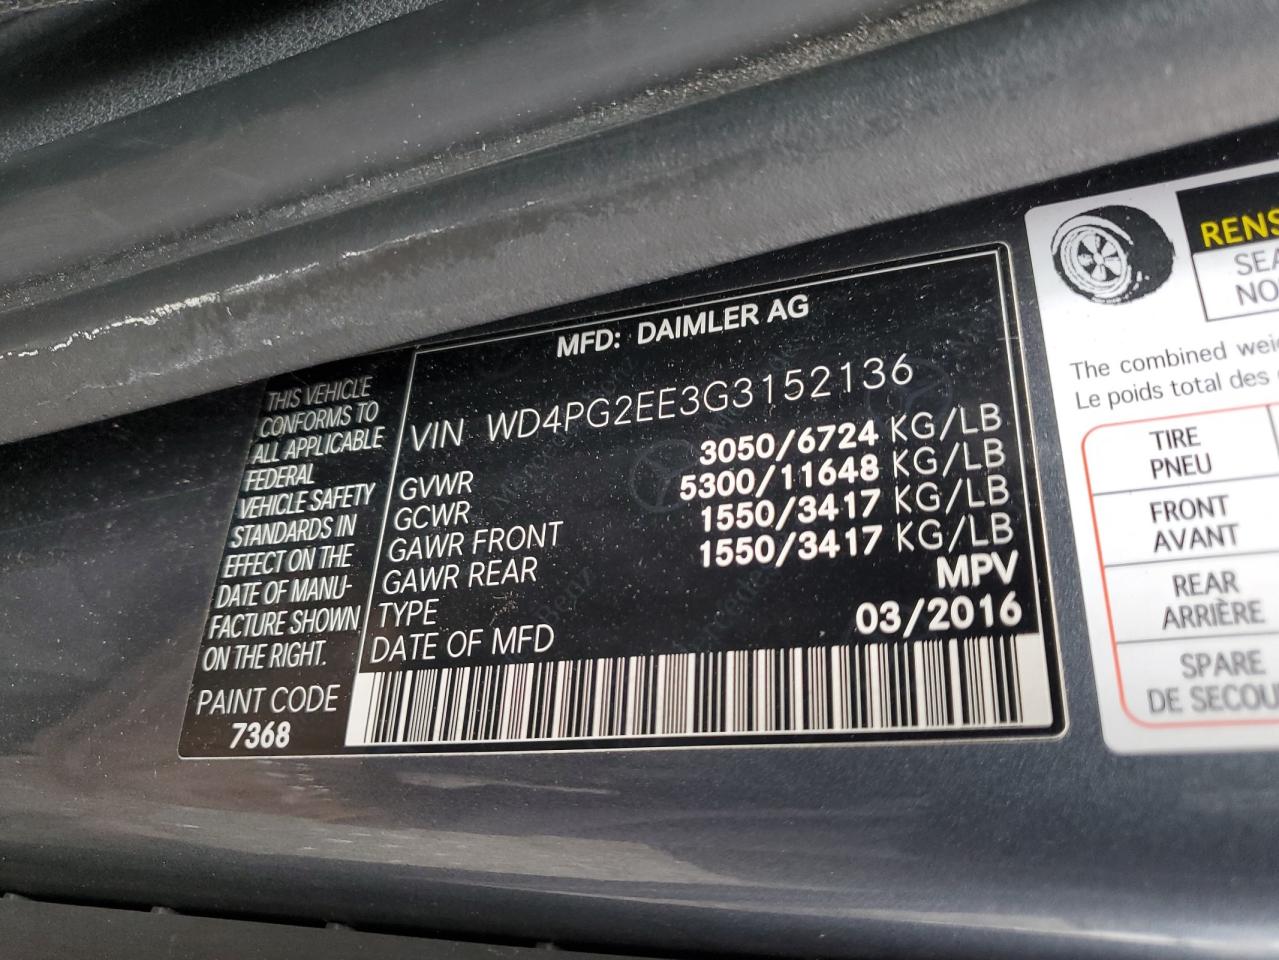 MFD: DAIMLER AG
THIS VEHICLE
CONFORMS TO
ALL APPLICABLE
FEDERAL
VEHICLE SAFETY
STANDARDS IN
EFFECT ON THE
DATE OF MANU-
FACTURE SHOWN
ON THE RIGHT.
PAINT CODE
7368
VIN WD4PG2EE3G3152136
GVWR 3050/6724 KG/LB
GCWR 5300/11648 KG/LB
GAWR FRONT 1550/3417 KG/LB
GAWR REAR 1550/3417 KG/LB
TYPE MPV
DATE OF MFD 03/2016
RENS
SEA
NO
The combined wei
Le poids total des
TIRE
PNEU
FRONT
AVANT
REAR
ARRIÈRE
SPARE
DE SECOU